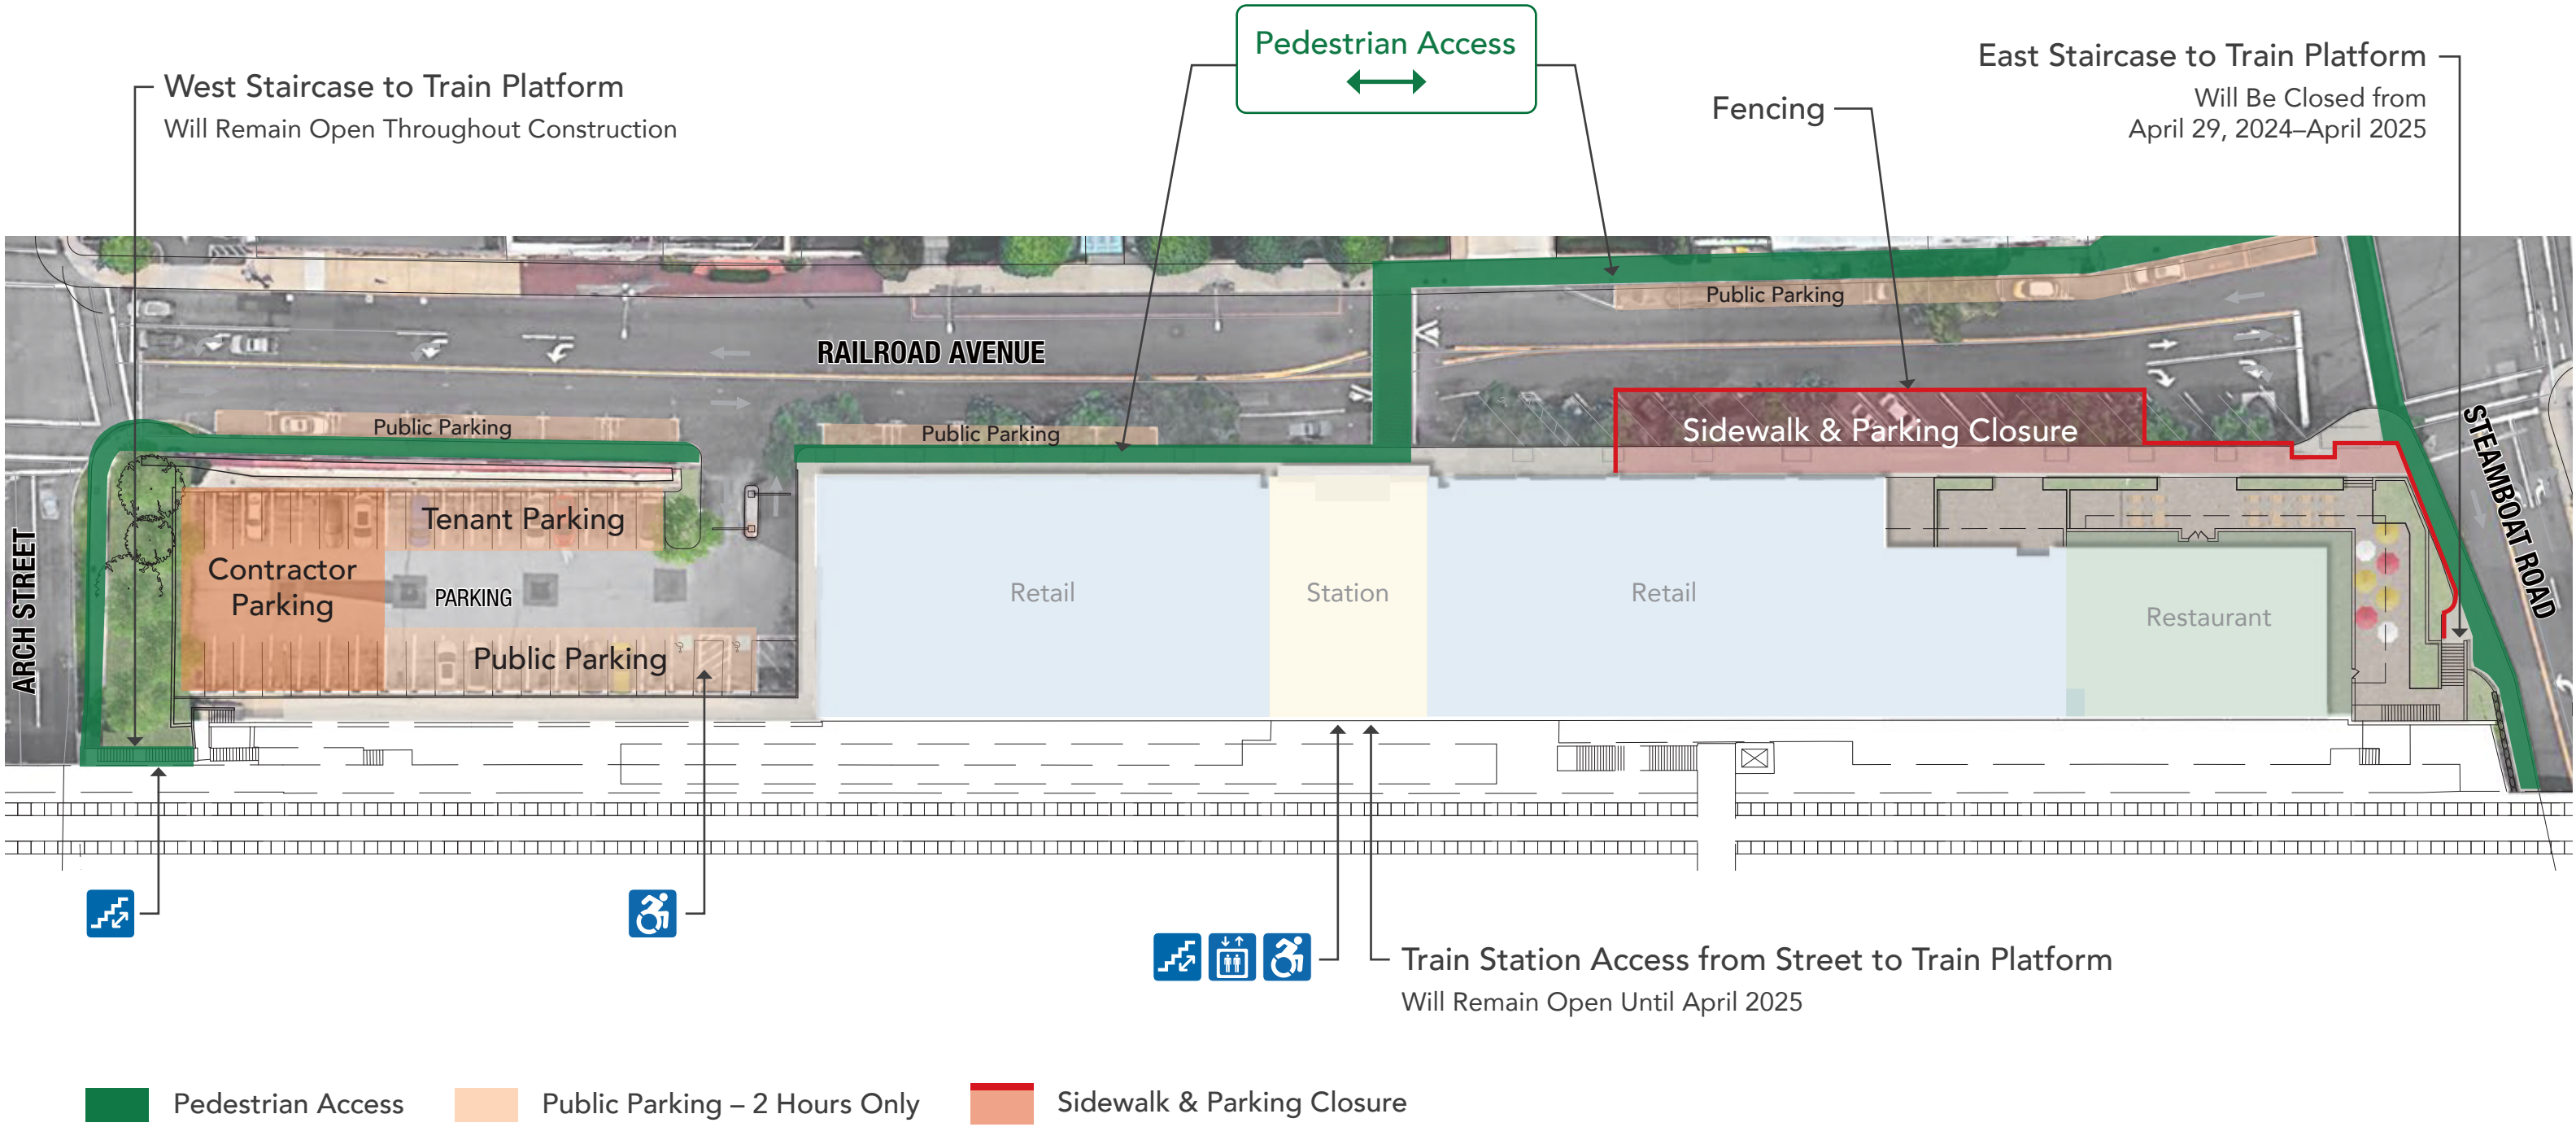 Pedestrian Access
East Staircase to Train Platform
Will Be Closed from
April 29, 2024–April 2025
West Staircase to Train Platform
Will Remain Open Throughout Construction
Fencing
Public Parking
RAILROAD AVENUE
Public Parking
Public Parking
Sidewalk & Parking Closure
STEAMBOAT ROAD
ARCH STREET
Tenant Parking
Contractor
Parking
PARKING
Public Parking
Retail
Station
Retail
Restaurant
Train Station Access from Street to Train Platform
Will Remain Open Until April 2025
Pedestrian Access
Public Parking – 2 Hours Only
Sidewalk & Parking Closure